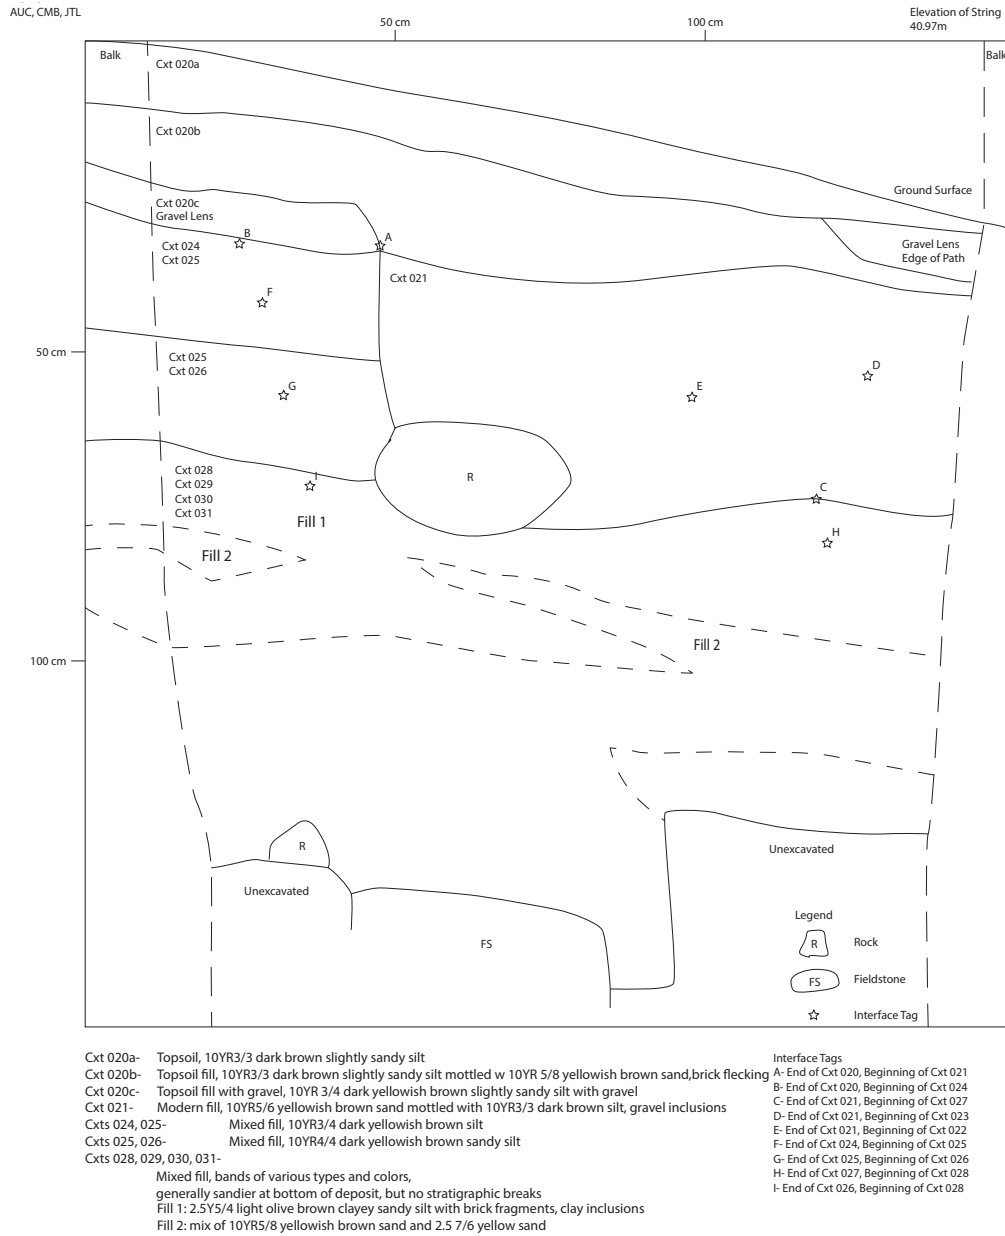 AUC, CMB, JTL
50 cm
100 cm
Elevation of String
40.97m
Balk
Balk
Cxt 020a
Cxt 020b
Ground Surface
Cxt 020c
Gravel Lens
B
A
Cxt 024
Cxt 025
Gravel Lens
Edge of Path
Cxt 021
F
50 cm
Cxt 025
Cxt 026
D
G
E
Cxt 028
Cxt 029
Cxt 030
Cxt 031
I
R
C
Fill 1
H
Fill 2
Fill 2
100 cm
R
Unexcavated
Unexcavated
FS
Legend
R
Rock
FS
Fieldstone
Interface Tag
Cxt 020a- Topsoil, 10YR3/3 dark brown slightly sandy silt
Cxt 020b- Topsoil fill, 10YR3/3 dark brown slightly sandy silt mottled w 10YR 5/8 yellowish brown sand,brick flecking
Cxt 020c- Topsoil fill with gravel, 10YR 3/4 dark yellowish brown slightly sandy silt with gravel
Cxt 021- Modern fill, 10YR5/6 yellowish brown sand mottled with 10YR3/3 dark brown silt, gravel inclusions
Cxts 024, 025- Mixed fill, 10YR3/4 dark yellowish brown silt
Cxts 025, 026- Mixed fill, 10YR4/4 dark yellowish brown sandy silt
Cxts 028, 029, 030, 031-
Mixed fill, bands of various types and colors,
generally sandier at bottom of deposit, but no stratigraphic breaks
Fill 1: 2.5Y5/4 light olive brown clayey sandy silt with brick fragments, clay inclusions
Fill 2: mix of 10YR5/8 yellowish brown sand and 2.5 7/6 yellow sand
Interface Tags
A- End of Cxt 020, Beginning of Cxt 021
B- End of Cxt 020, Beginning of Cxt 024
C- End of Cxt 021, Beginning of Cxt 027
D- End of Cxt 021, Beginning of Cxt 023
E- End of Cxt 021, Beginning of Cxt 022
F- End of Cxt 024, Beginning of Cxt 025
G- End of Cxt 025, Beginning of Cxt 026
H- End of Cxt 027, Beginning of Cxt 028
I- End of Cxt 026, Beginning of Cxt 028